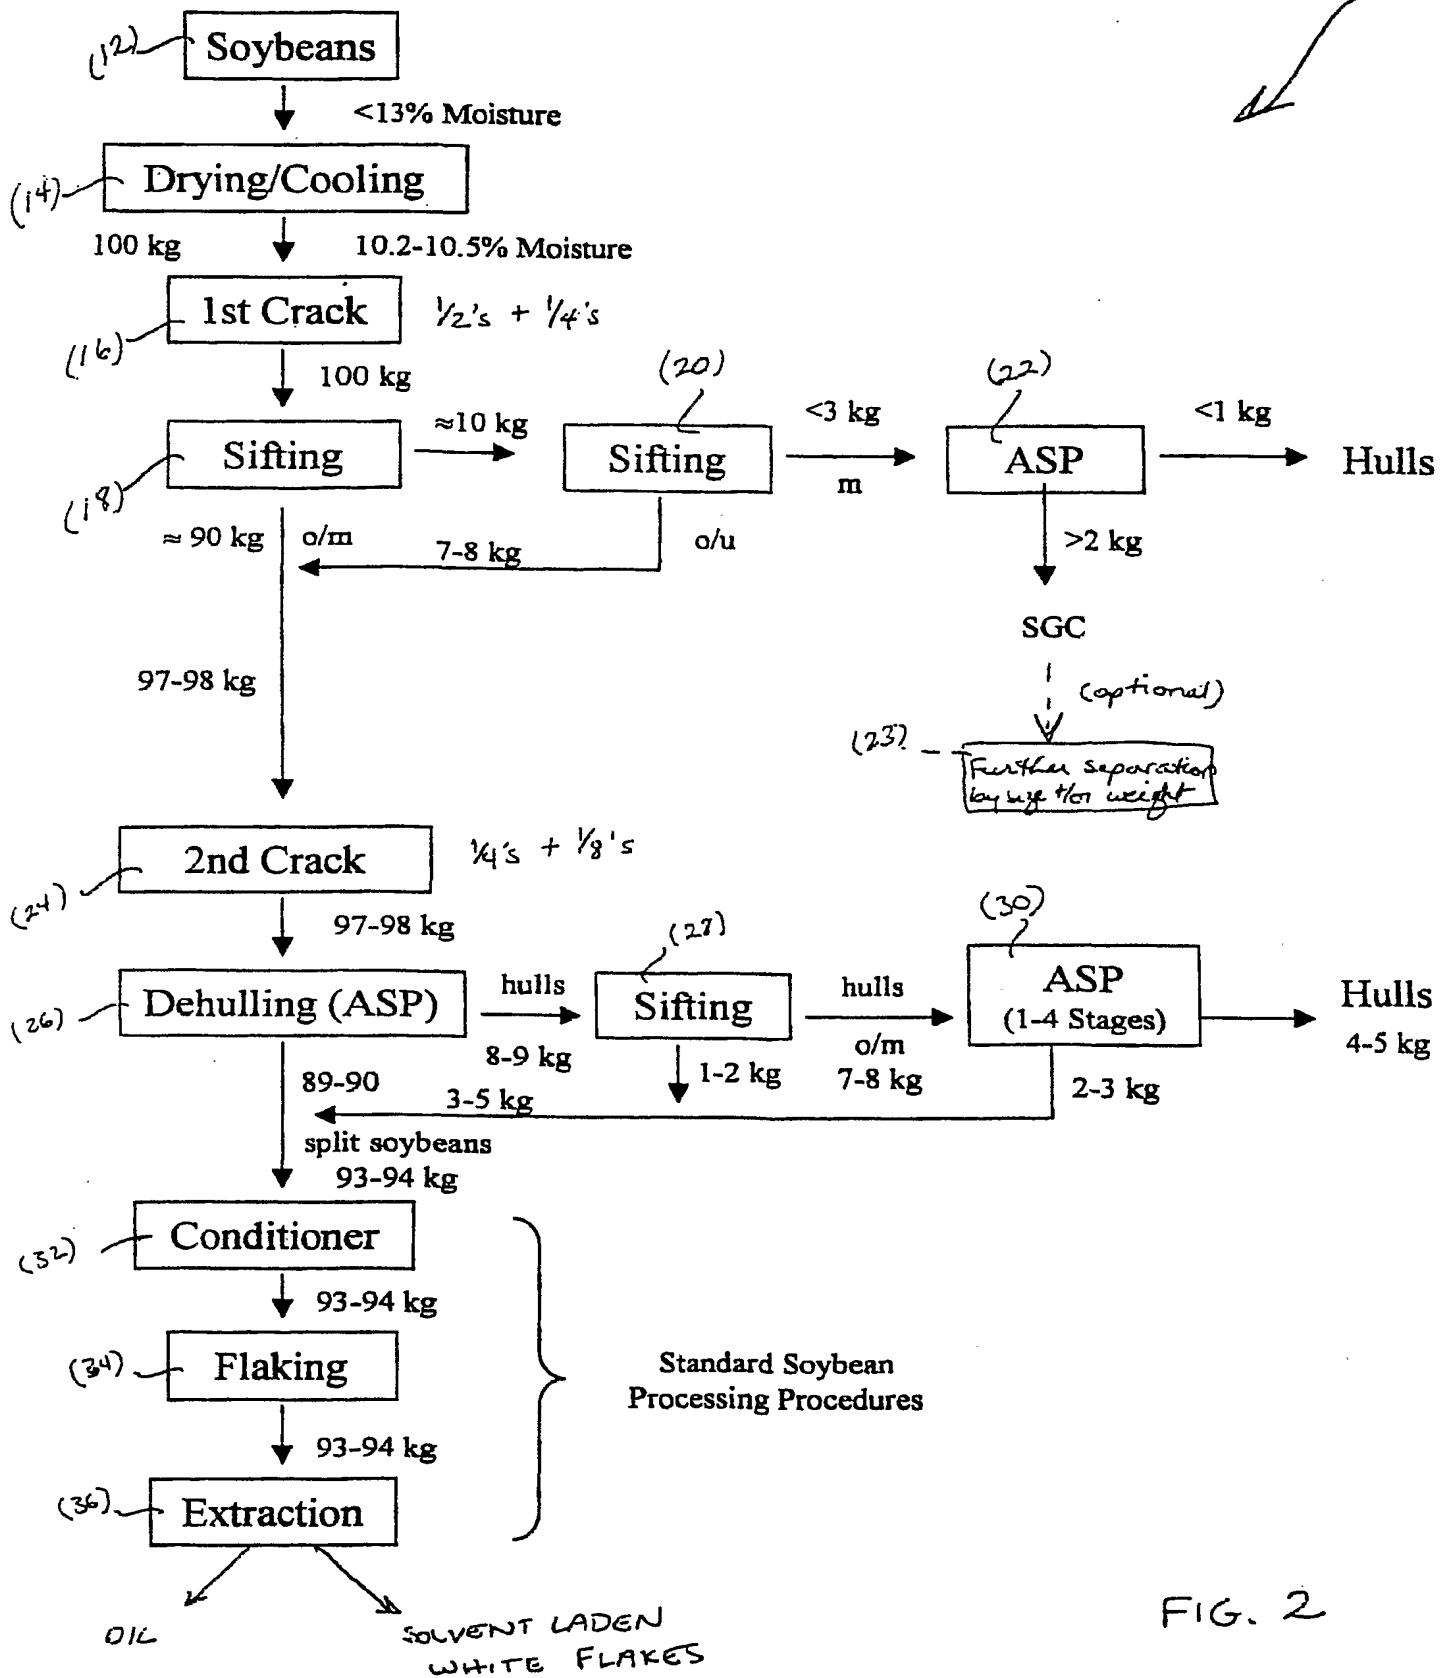 (12)
Soybeans
<13% Moisture
(14)
Drying/Cooling
100 kg
10.2-10.5% Moisture
(16)
1st Crack
1/2's + 1/4's
100 kg
(18)
Sifting
≈10 kg
(20)
Sifting
<3 kg
m
(22)
ASP
<1 kg
Hulls
≈ 90 kg
o/m
7-8 kg
o/u
>2 kg
SGC
97-98 kg
(optional)
(23)
Further separation
by size +/or weight
(24)
2nd Crack
1/4's + 1/8's
97-98 kg
(26)
Dehulling (ASP)
hulls
8-9 kg
(28)
Sifting
hulls
o/m
7-8 kg
(30)
ASP
(1-4 Stages)
Hulls
4-5 kg
89-90
3-5 kg
1-2 kg
2-3 kg
split soybeans
93-94 kg
(32)
Conditioner
93-94 kg
(34)
Flaking
Standard Soybean
Processing Procedures
93-94 kg
(36)
Extraction
OIL
SOLVENT LADEN
WHITE FLAKES
FIG. 2